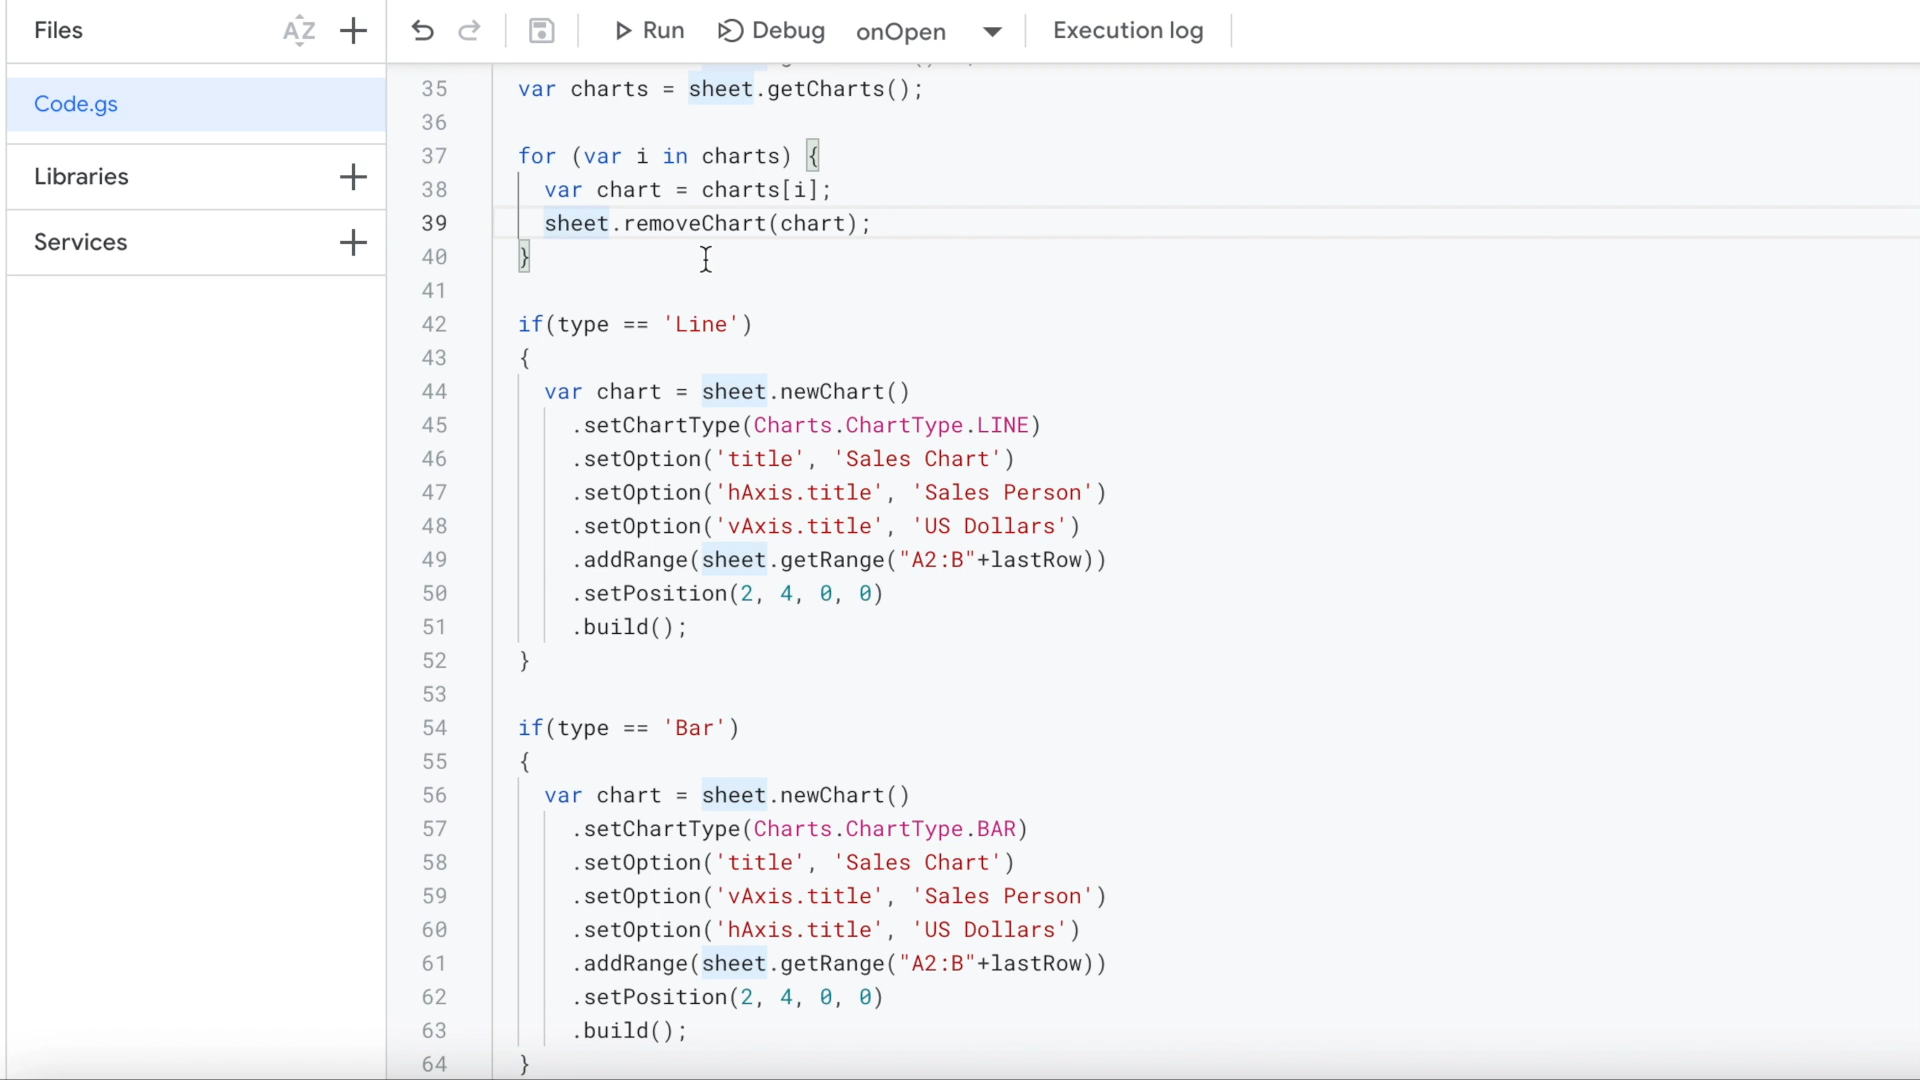 Files
AZ
Run
Debug
onOpen
Execution log
Code.gs
Libraries
Services
35 var charts = sheet.getCharts();
36
37 for (var i in charts) {
38 var chart = charts[i];
39 sheet.removeChart(chart);
40 }
41
42 if(type == 'Line')
43 {
44 var chart = sheet.newChart()
45 .setChartType(Charts.ChartType.LINE)
46 .setOption('title', 'Sales Chart')
47 .setOption('hAxis.title', 'Sales Person')
48 .setOption('vAxis.title', 'US Dollars')
49 .addRange(sheet.getRange("A2:B"+lastRow))
50 .setPosition(2, 4, 0, 0)
51 .build();
52 }
53
54 if(type == 'Bar')
55 {
56 var chart = sheet.newChart()
57 .setChartType(Charts.ChartType.BAR)
58 .setOption('title', 'Sales Chart')
59 .setOption('vAxis.title', 'Sales Person')
60 .setOption('hAxis.title', 'US Dollars')
61 .addRange(sheet.getRange("A2:B"+lastRow))
62 .setPosition(2, 4, 0, 0)
63 .build();
64 }